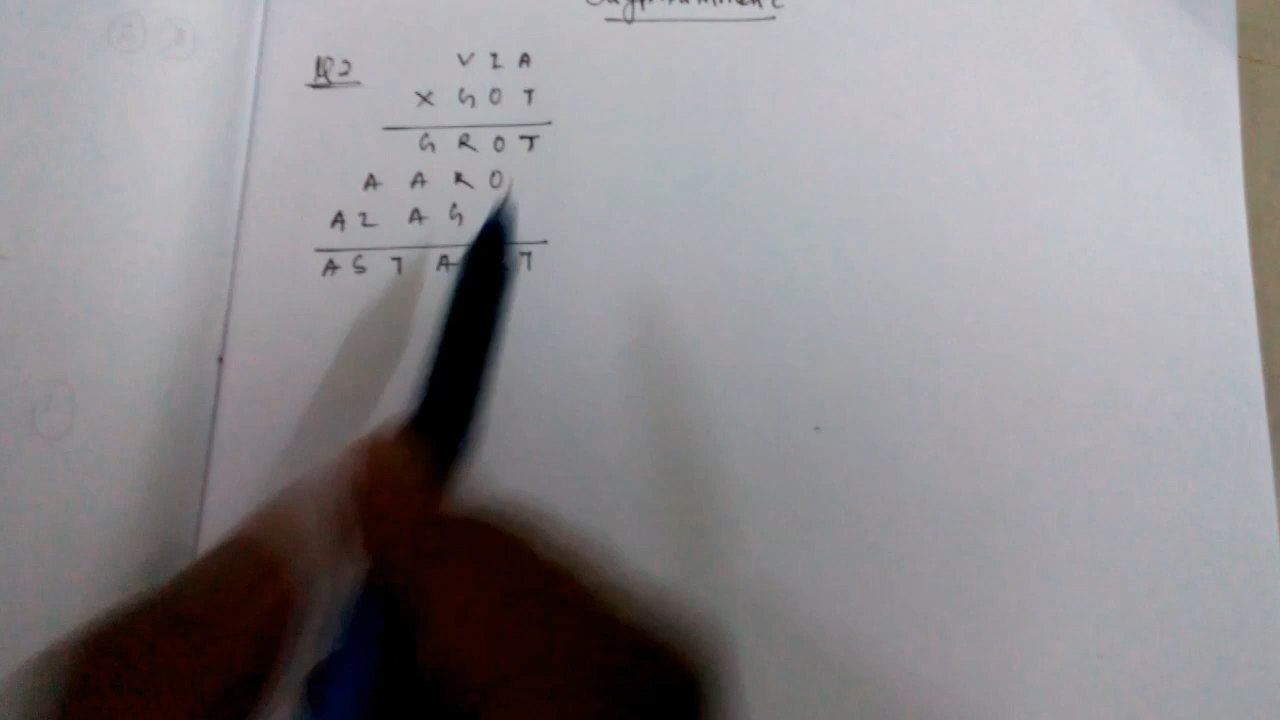 Q2
V I A
X G O T
G R O T
A A R O
A I A G
A S T A T